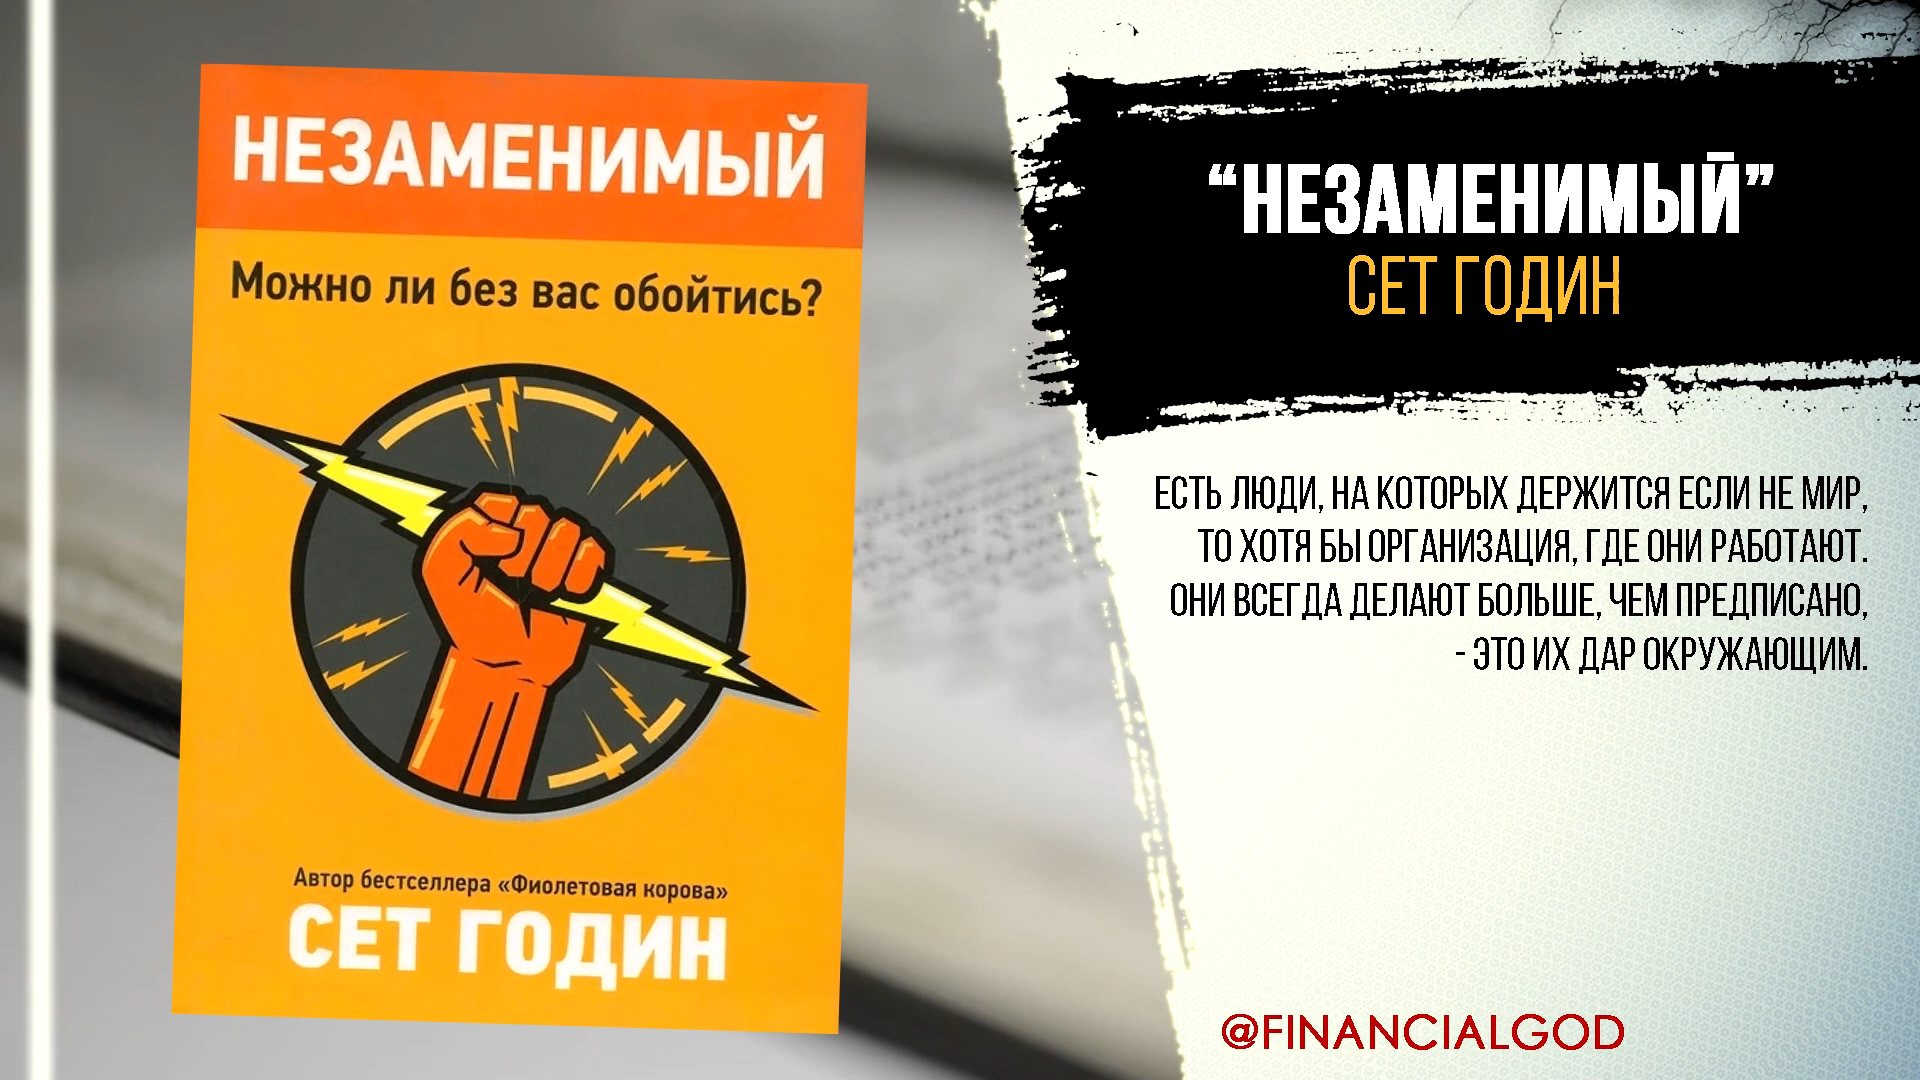 НЕЗАМЕНИМЫЙ
Можно ли без вас обойтись?
Автор бестселлера «Фиолетовая корова»
СЕТ ГОДИН
“НЕЗАМЕНИМЫЙ”
СЕТ ГОДИН
ЕСТЬ ЛЮДИ, НА КОТОРЫХ ДЕРЖИТСЯ ЕСЛИ НЕ МИР,
ТО ХОТЯ БЫ ОРГАНИЗАЦИЯ, ГДЕ ОНИ РАБОТАЮТ.
ОНИ ВСЕГДА ДЕЛАЮТ БОЛЬШЕ, ЧЕМ ПРЕДПИСАНО,
- ЭТО ИХ ДАР ОКРУЖАЮЩИМ.
@FINANCIALGOD